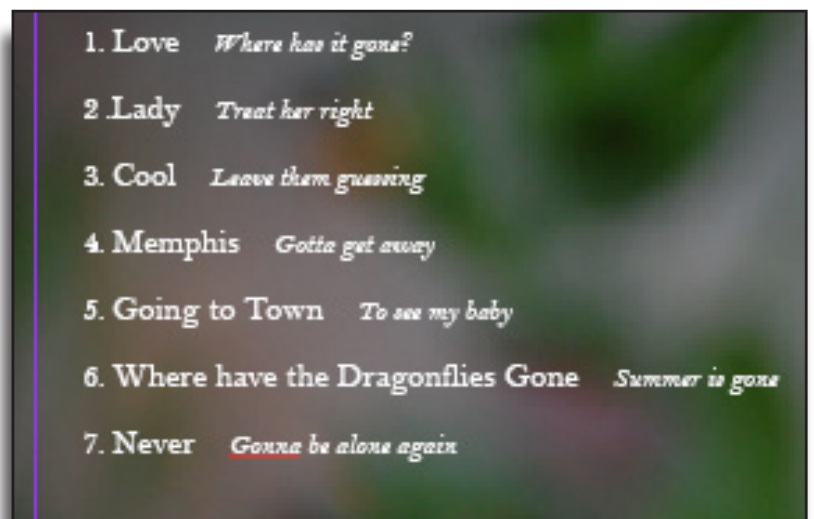 1. Love Where has it gone?
2 .Lady Treat her right
3. Cool Leave them guessing
4. Memphis Gotta get away
5. Going to Town To see my baby
6. Where have the Dragonflies Gone Summer is gone
7. Never Gonna be alone again